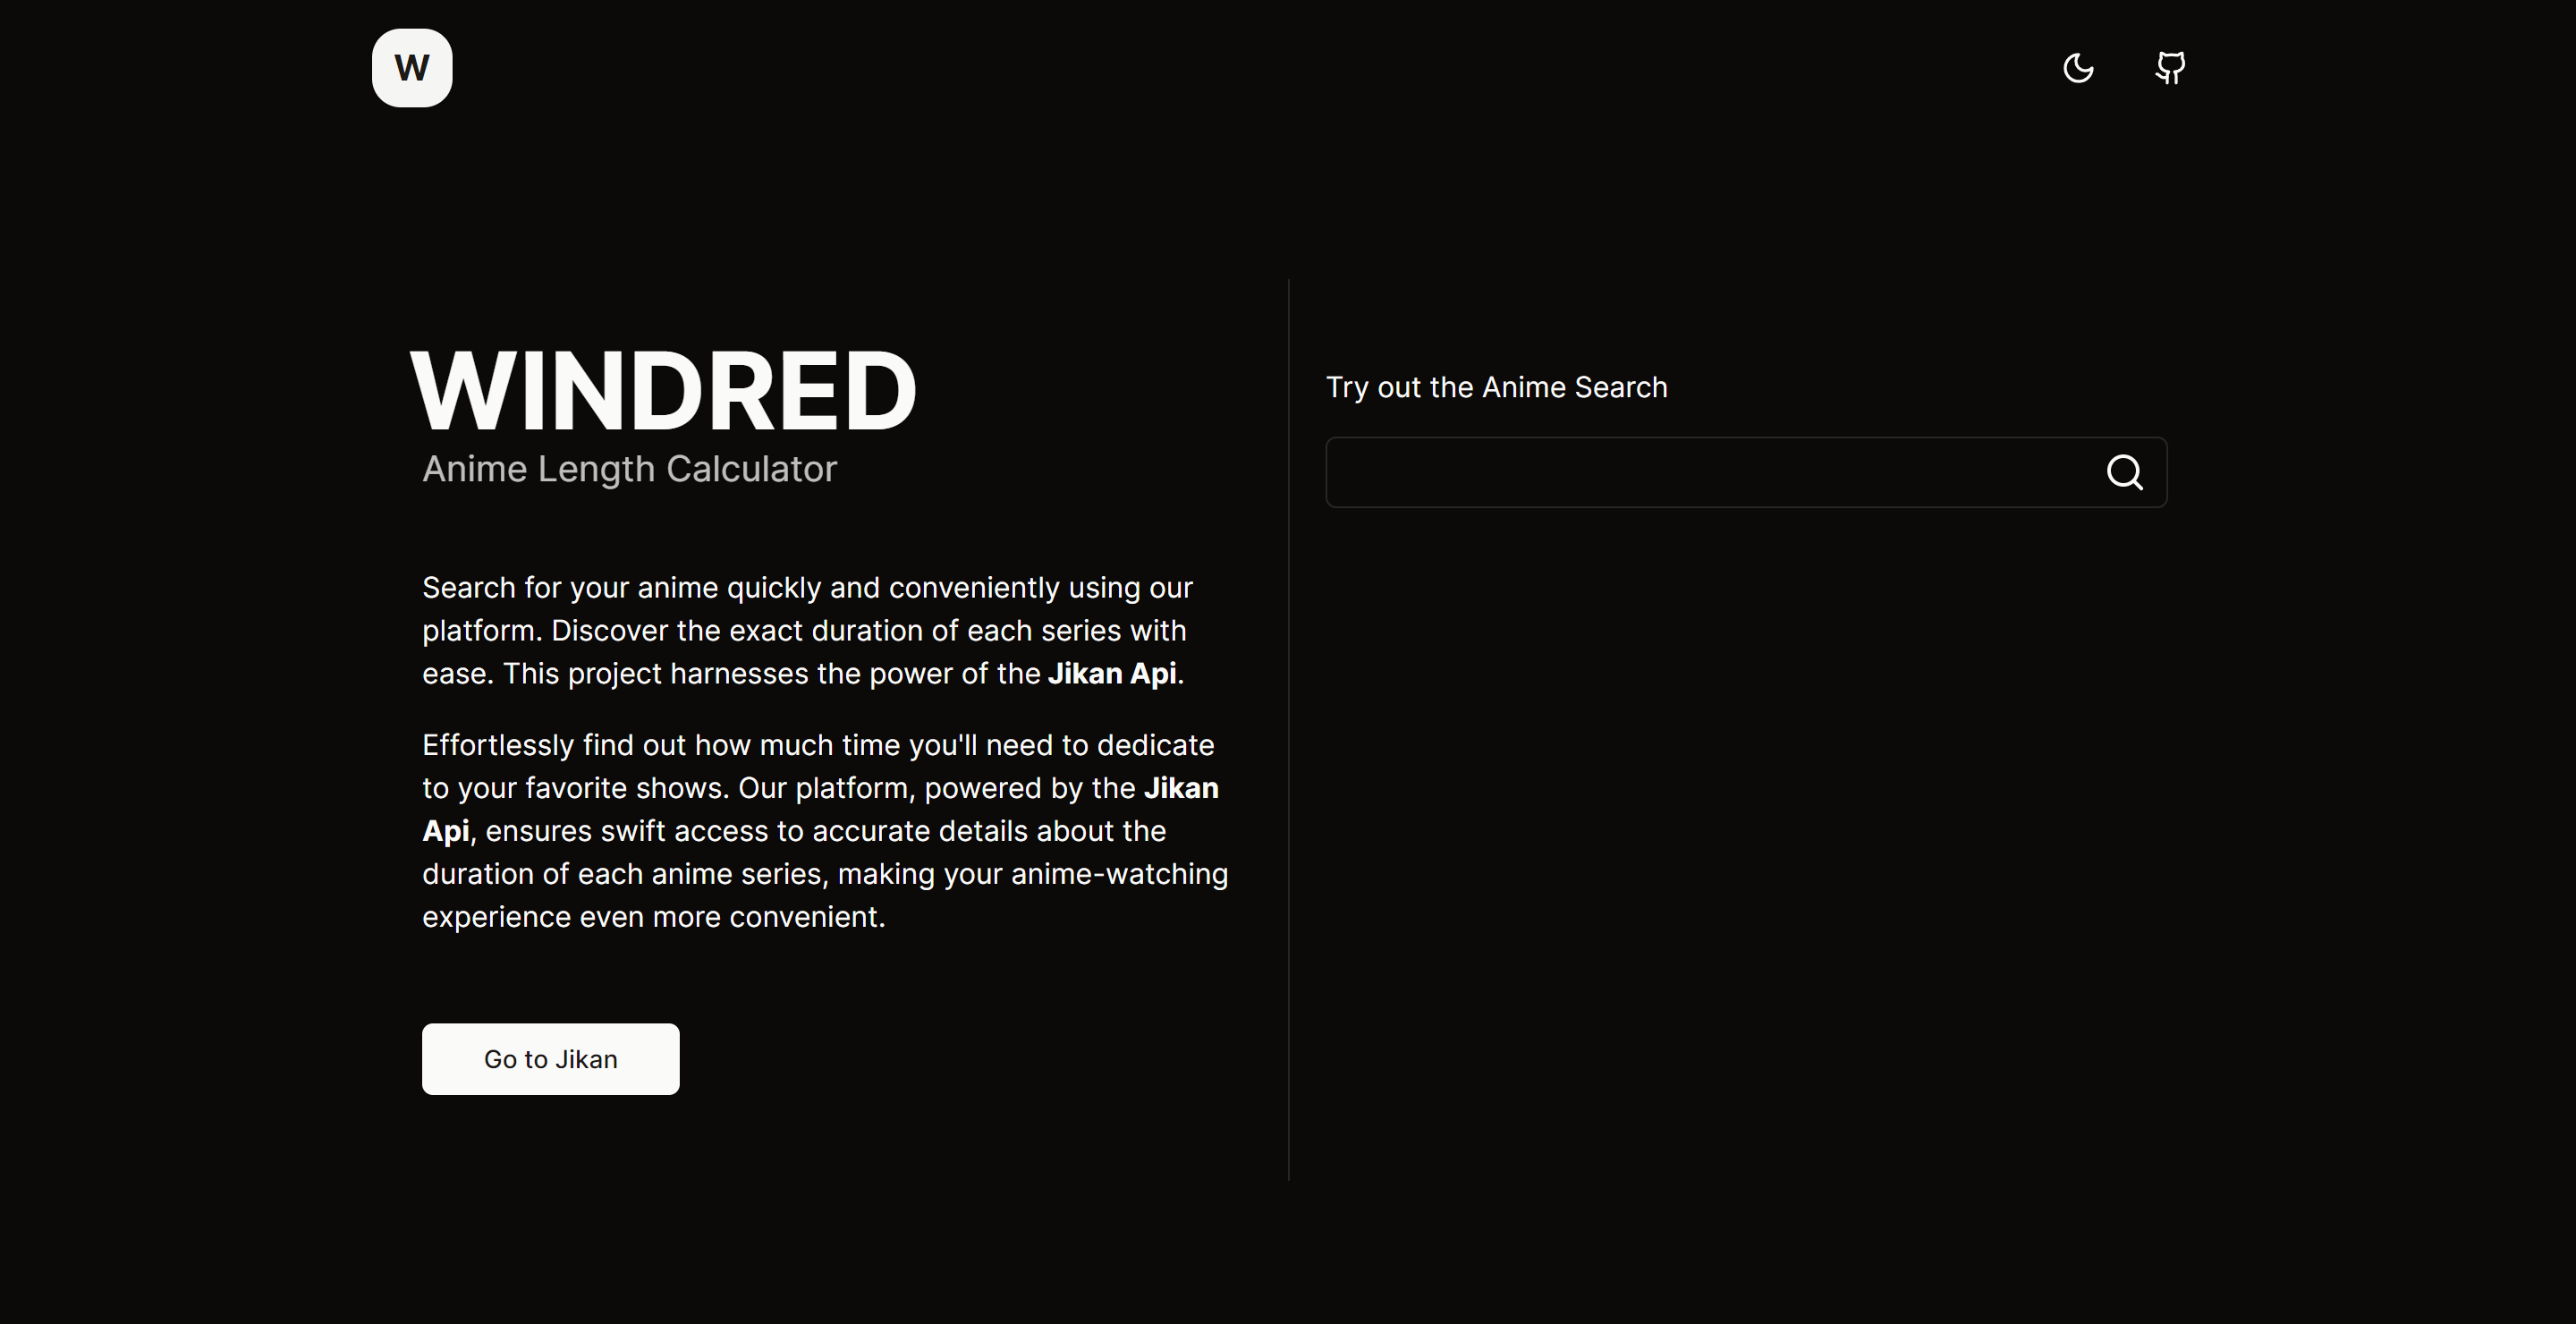 W
WINDRED
Anime Length Calculator
Search for your anime quickly and conveniently using our
platform. Discover the exact duration of each series with
ease. This project harnesses the power of the Jikan Api.
Effortlessly find out how much time you'll need to dedicate
to your favorite shows. Our platform, powered by the Jikan
Api, ensures swift access to accurate details about the
duration of each anime series, making your anime-watching
experience even more convenient.
Go to Jikan
Try out the Anime Search